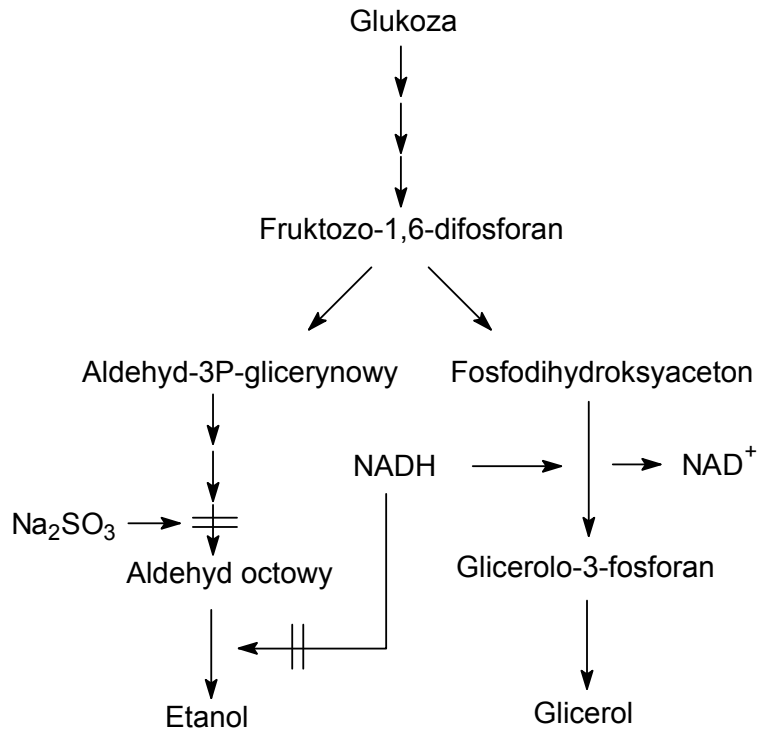 Glukoza
Fruktozo-1,6-difosforan
Aldehyd-3P-glicerynowy
Fosfodihydroksyaceton
NADH
NAD⁺
Na₂SO₃
Aldehyd octowy
Glicerolo-3-fosforan
Etanol
Glicerol